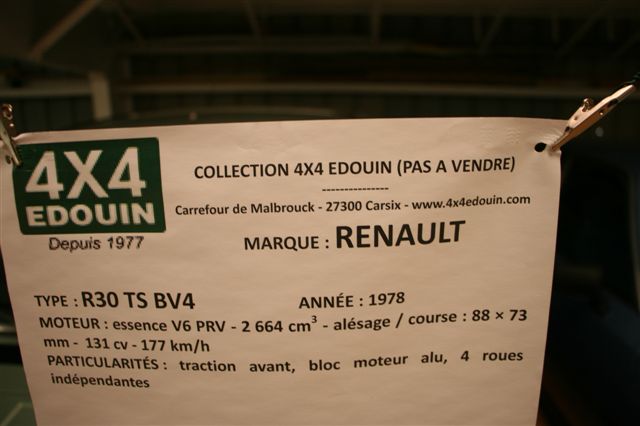 4X4
EDOUIN
Depuis 1977
COLLECTION 4X4 EDOUIN (PAS A VENDRE)
---------------
Carrefour de Malbrouck - 27300 Carsix - www.4x4edouin.com
MARQUE : RENAULT
TYPE : R30 TS BV4 ANNÉE : 1978
MOTEUR : essence V6 PRV - 2 664 cm³ - alésage / course : 88 × 73
mm - 131 cv - 177 km/h
PARTICULARITÉS : traction avant, bloc moteur alu, 4 roues
indépendantes